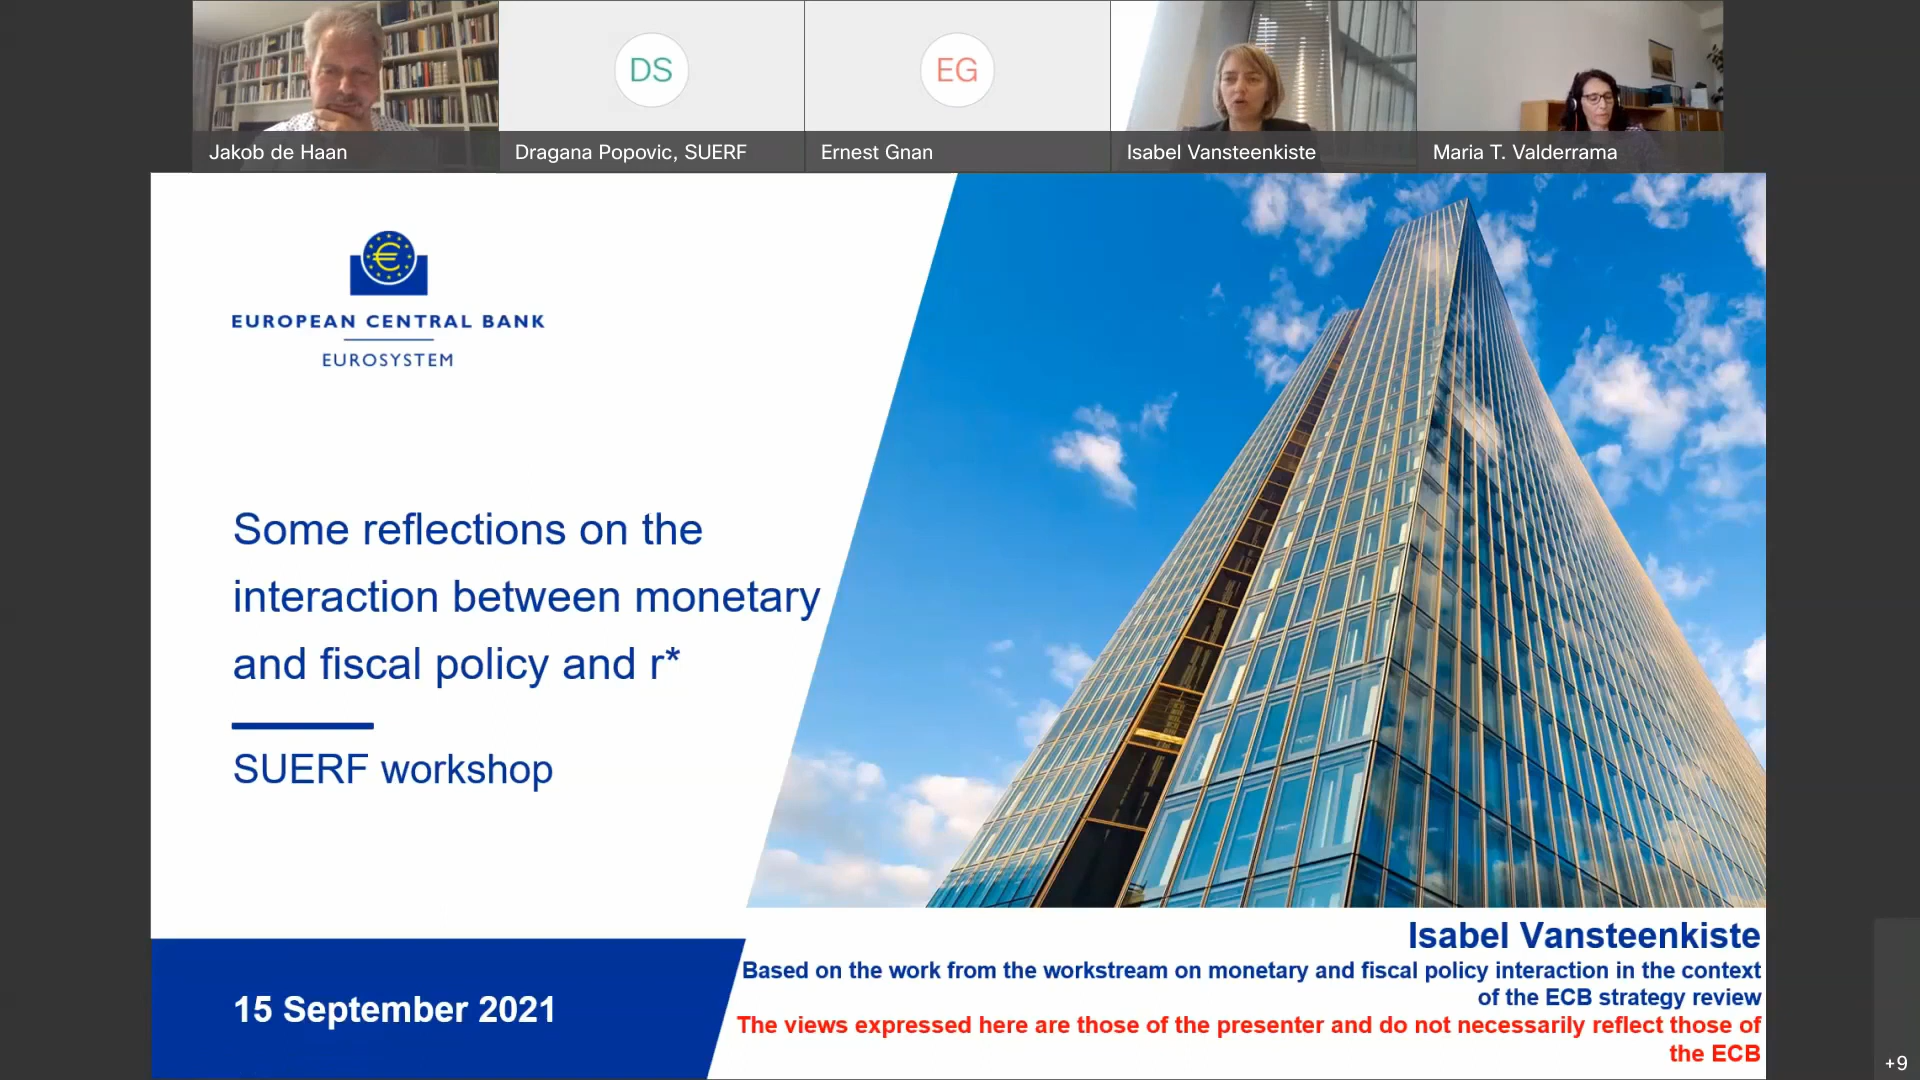 DS
EG
Jakob de Haan
Dragana Popovic, SUERF
Ernest Gnan
Isabel Vansteenkiste
Maria T. Valderrama
€
EUROPEAN CENTRAL BANK
EUROSYSTEM
Some reflections on the
interaction between monetary
and fiscal policy and r*
SUERF workshop
15 September 2021
Isabel Vansteenkiste
Based on the work from the workstream on monetary and fiscal policy interaction in the context
of the ECB strategy review
The views expressed here are those of the presenter and do not necessarily reflect those of
the ECB
+9